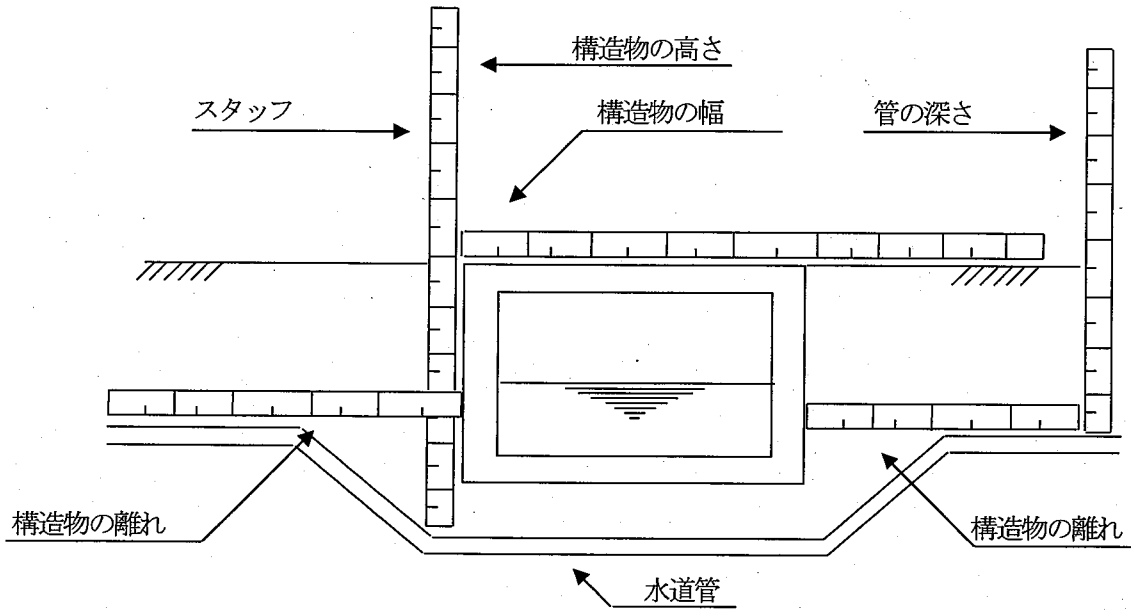 構造物の高さ
スタッフ
構造物の幅
管の深さ
構造物の離れ
構造物の離れ
水道管